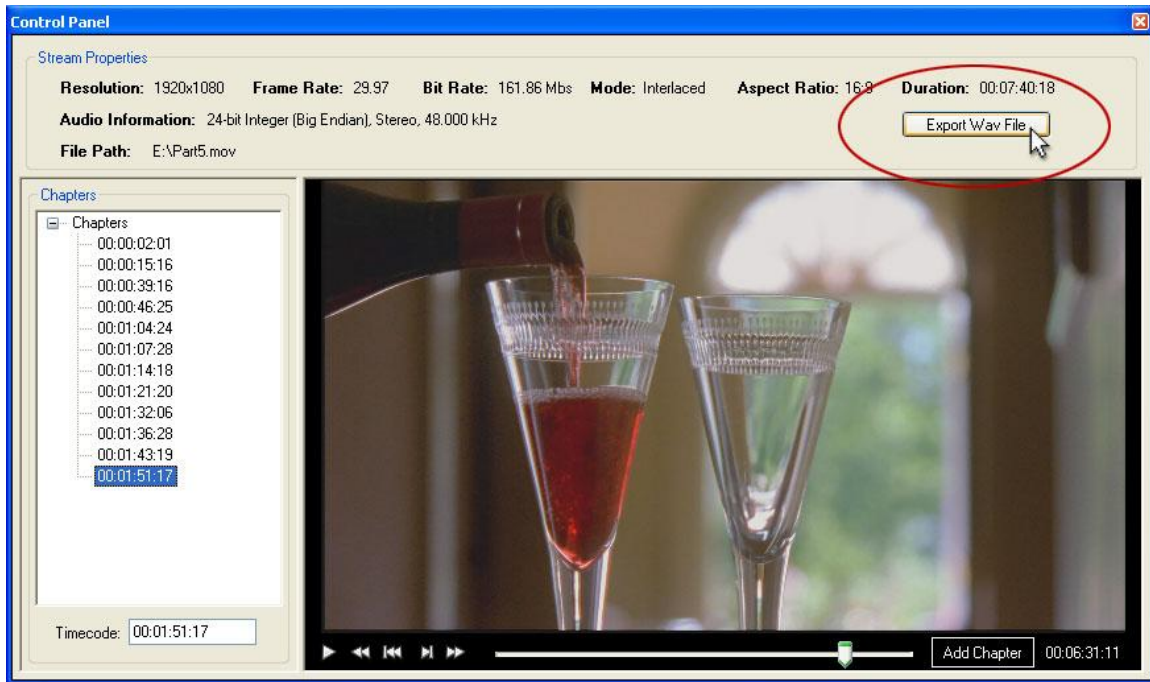 Control Panel
Stream Properties
Resolution: 1920x1080 Frame Rate: 29.97 Bit Rate: 161.86 Mbs Mode: Interlaced Aspect Ratio: 16:9 Duration: 00:07:40:18
Audio Information: 24-bit Integer (Big Endian), Stereo, 48.000 kHz
Export Wav File
File Path: E:\Part5.mov
Chapters
Chapters
00:00:02:01
00:00:15:16
00:00:39:16
00:00:46:25
00:01:04:24
00:01:07:28
00:01:14:18
00:01:21:20
00:01:32:06
00:01:36:28
00:01:43:19
00:01:51:17
Timecode: 00:01:51:17
Add Chapter 00:06:31:11